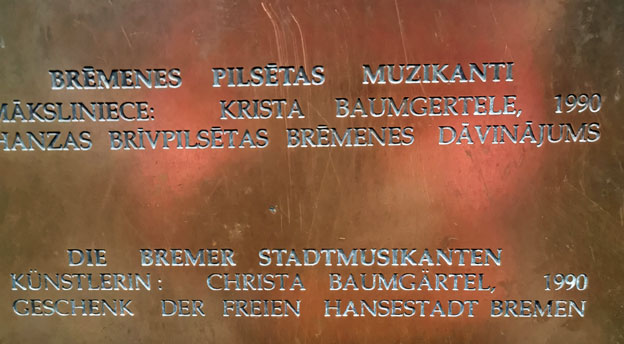 BRĒMENES PILSĒTAS MUZIKANTI
MĀKSLINIECE: KRISTA BAUMGERTELE, 1990
HANZAS BRĪVPILSĒTAS BRĒMENES DĀVINĀJUMS
DIE BREMER STADTMUSIKANTEN
KÜNSTLERIN: CHRISTA BAUMGÄRTEL, 1990
GESCHENK DER FREIEN HANSESTADT BREMEN